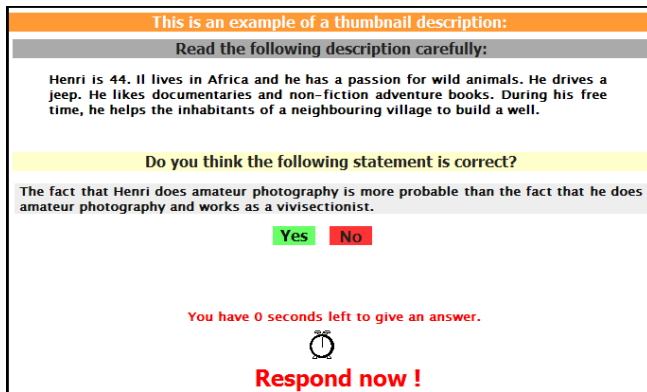 This is an example of a thumbnail description:
Read the following description carefully:
Henri is 44. Il lives in Africa and he has a passion for wild animals. He drives a
jeep. He likes documentaries and non-fiction adventure books. During his free
time, he helps the inhabitants of a neighbouring village to build a well.
Do you think the following statement is correct?
The fact that Henri does amateur photography is more probable than the fact that he does
amateur photography and works as a vivisectionist.
Yes No
You have 0 seconds left to give an answer.
Respond now !